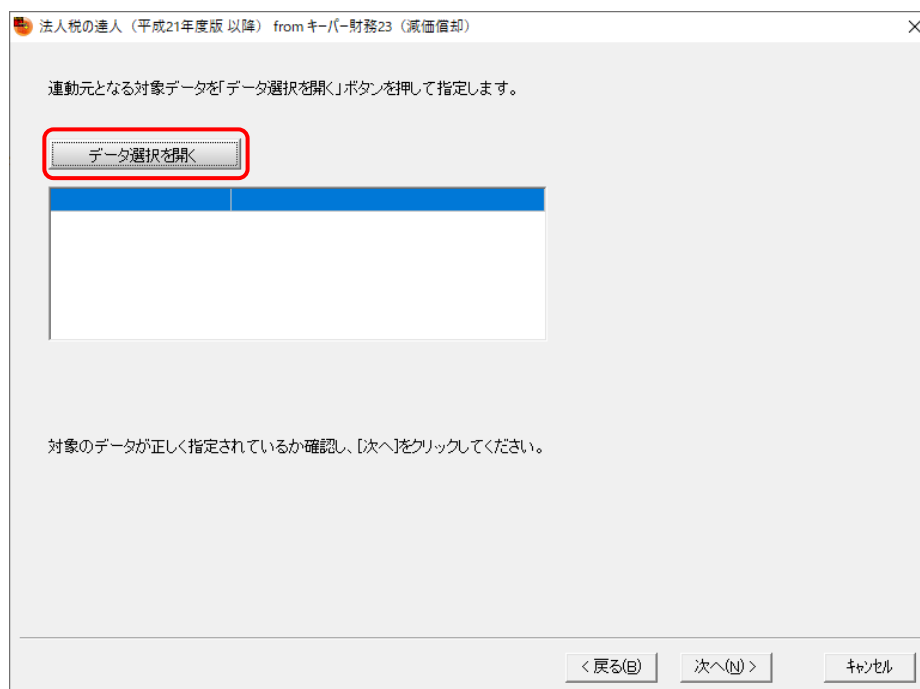 法人税の達人（平成21年度版 以降） from キーパー財務23（減価償却）
連動元となる対象データを「データ選択を開く」ボタンを押して指定します。
データ選択を開く
対象のデータが正しく指定されているか確認し、[次へ]をクリックしてください。
< 戻る(B)
次へ(N) >
キャンセル